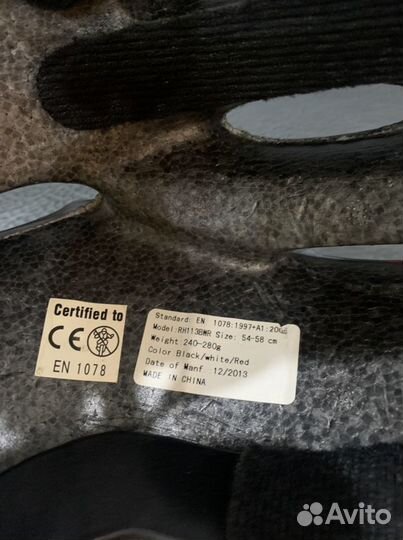 Certified to
CE
EN 1078
Standard: EN 1078:1997+A1:2005
Model:RH113BWR Size: 54-58 cm
Weight 240-280g
Color Black/white/Red
Date of Manf :12/2013
MADE IN CHINA
Avito